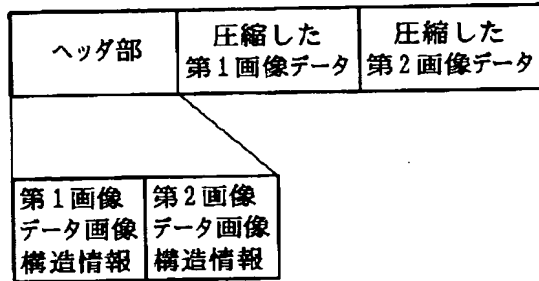 ヘッダ部
圧縮した
第1画像データ
圧縮した
第2画像データ
第1画像
データ画像
構造情報
第2画像
データ画像
構造情報